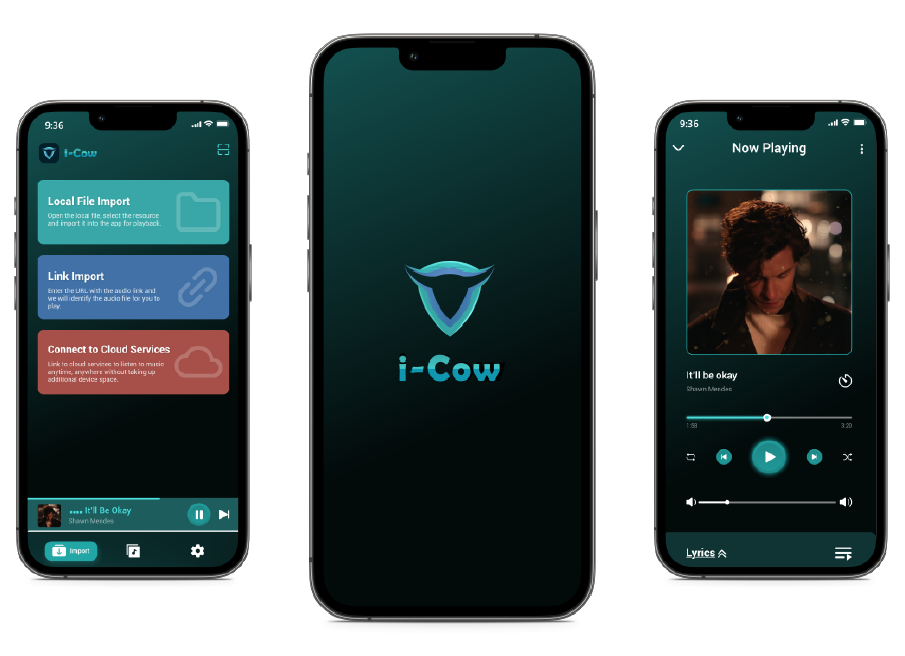 9:36
i-Cow
Local File Import
Open the local file, select the resource
and import it into the app for playback.
Link Import
Enter the URL with the audio link and
we will identify the audio file for you to
play.
Connect to Cloud Services
Link to cloud services to listen to music
anytime, anywhere without taking up
additional device space.
It'll Be Okay
Shawn Mendes
Import
i-Cow
9:36
Now Playing
It'll be okay
Shawn Mendes
1:58
3:20
Lyrics